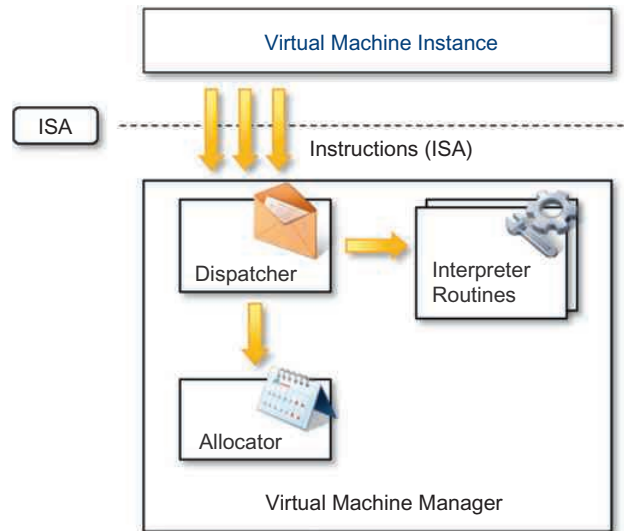 Virtual Machine Instance
ISA
Instructions (ISA)
Dispatcher
Interpreter
Routines
Allocator
Virtual Machine Manager